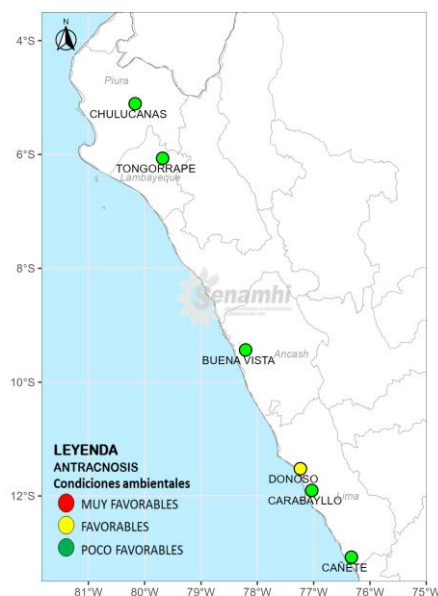 4°S
N
Piura
CHULUCANAS
6°S
TONGORRAPE
Lambayeque
8°S
Senamhi
BUENA VISTA
Ancash
10°S
LEYENDA
ANTRACNOSIS
Condiciones ambientales
MUY FAVORABLES
FAVORABLES
POCO FAVORABLES
DONOSO
12°S
CARABAYLLO
Lima
CAÑETE
81°W 80°W 79°W 78°W 77°W 76°W 75°W